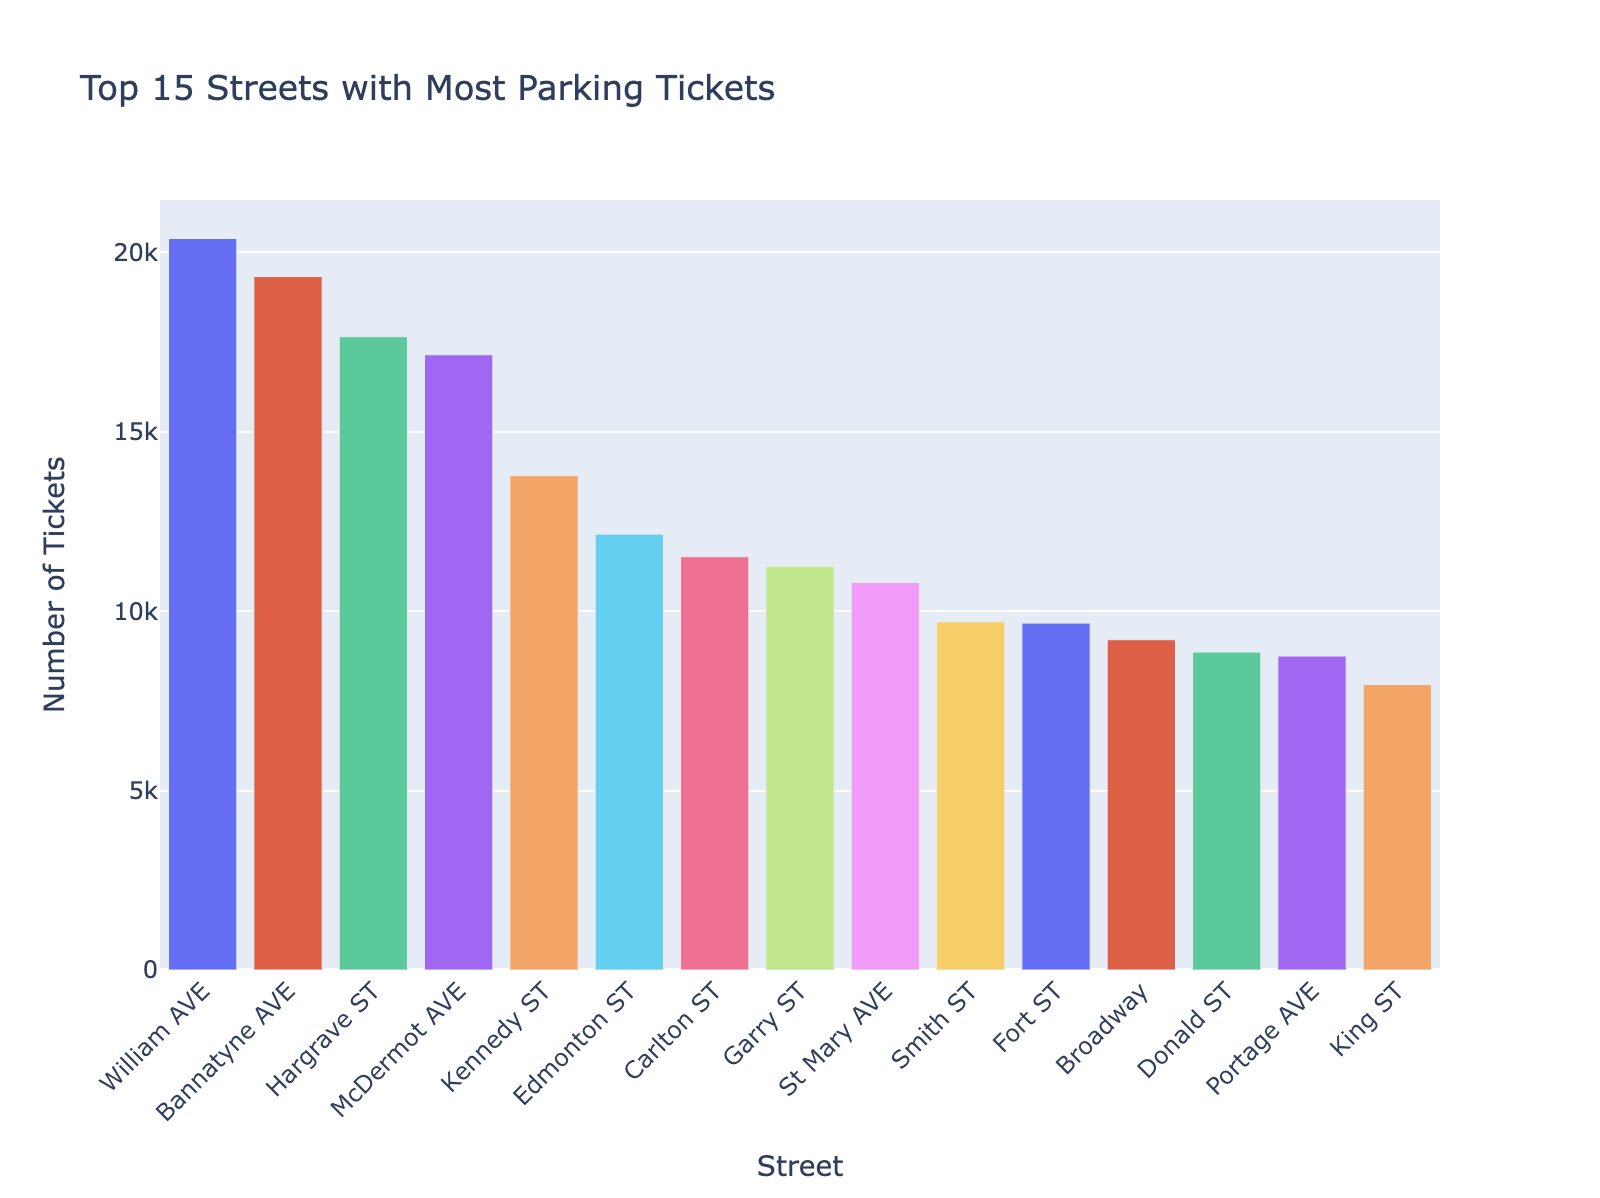 Top 15 Streets with Most Parking Tickets
20k
15k
10k
5k
0
Number of Tickets
William AVE
Bannatyne AVE
Hargrave ST
McDermot AVE
Kennedy ST
Edmonton ST
Carlton ST
Garry ST
St Mary AVE
Smith ST
Fort ST
Broadway
Donald ST
Portage AVE
King ST
Street